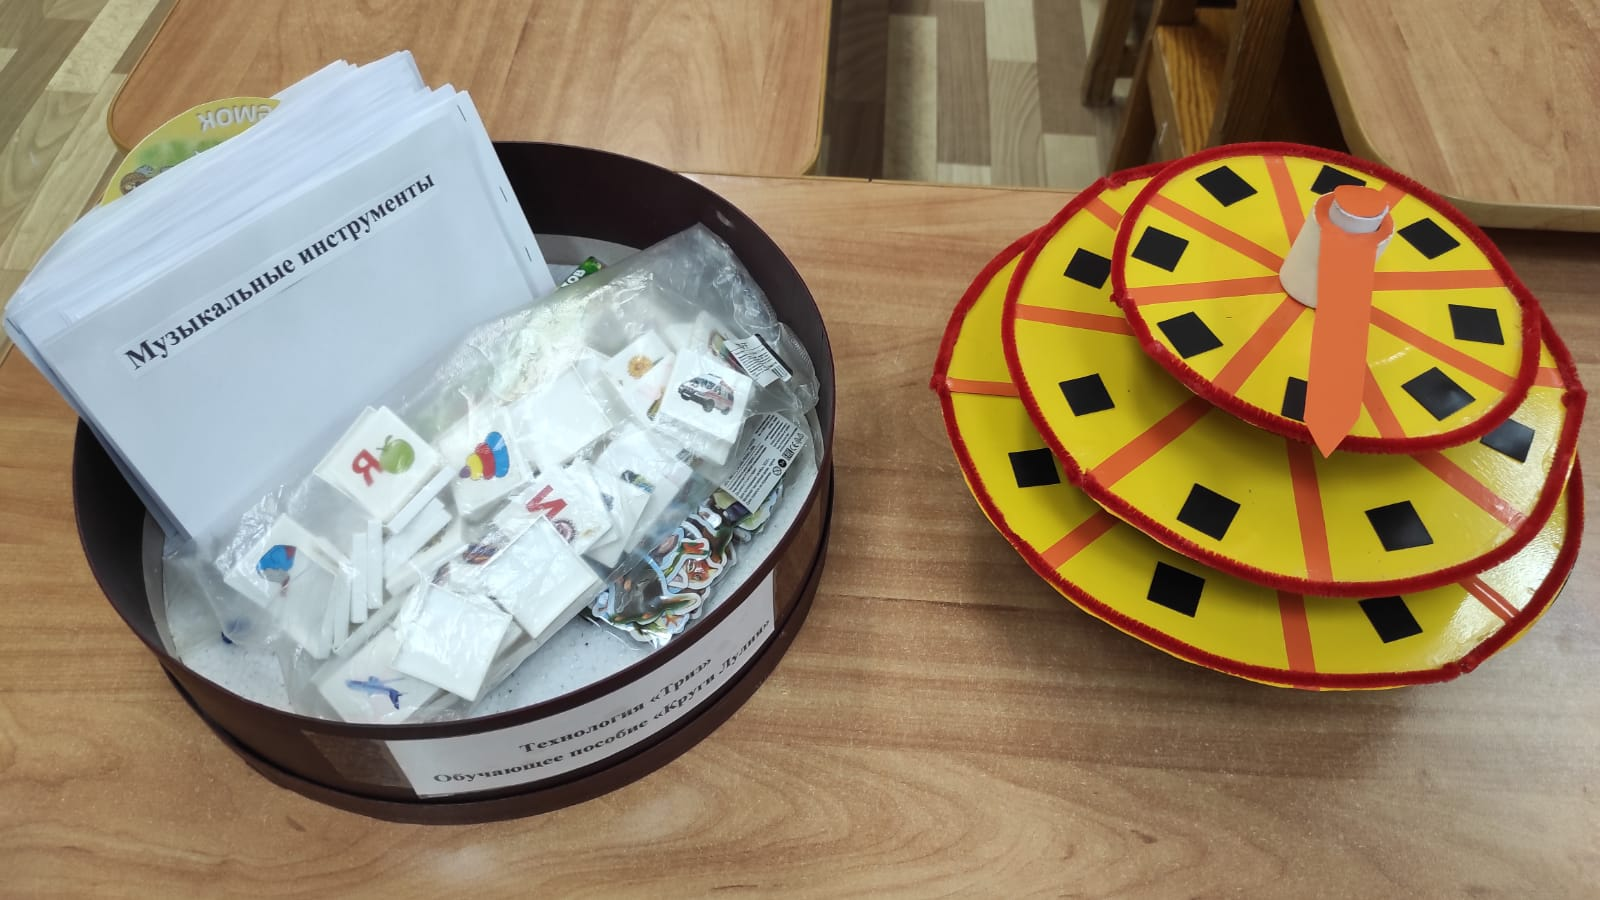 Музыкальные инструменты
Я
И
Технология «Триз»
Обучающее пособие «Круги Луллия»